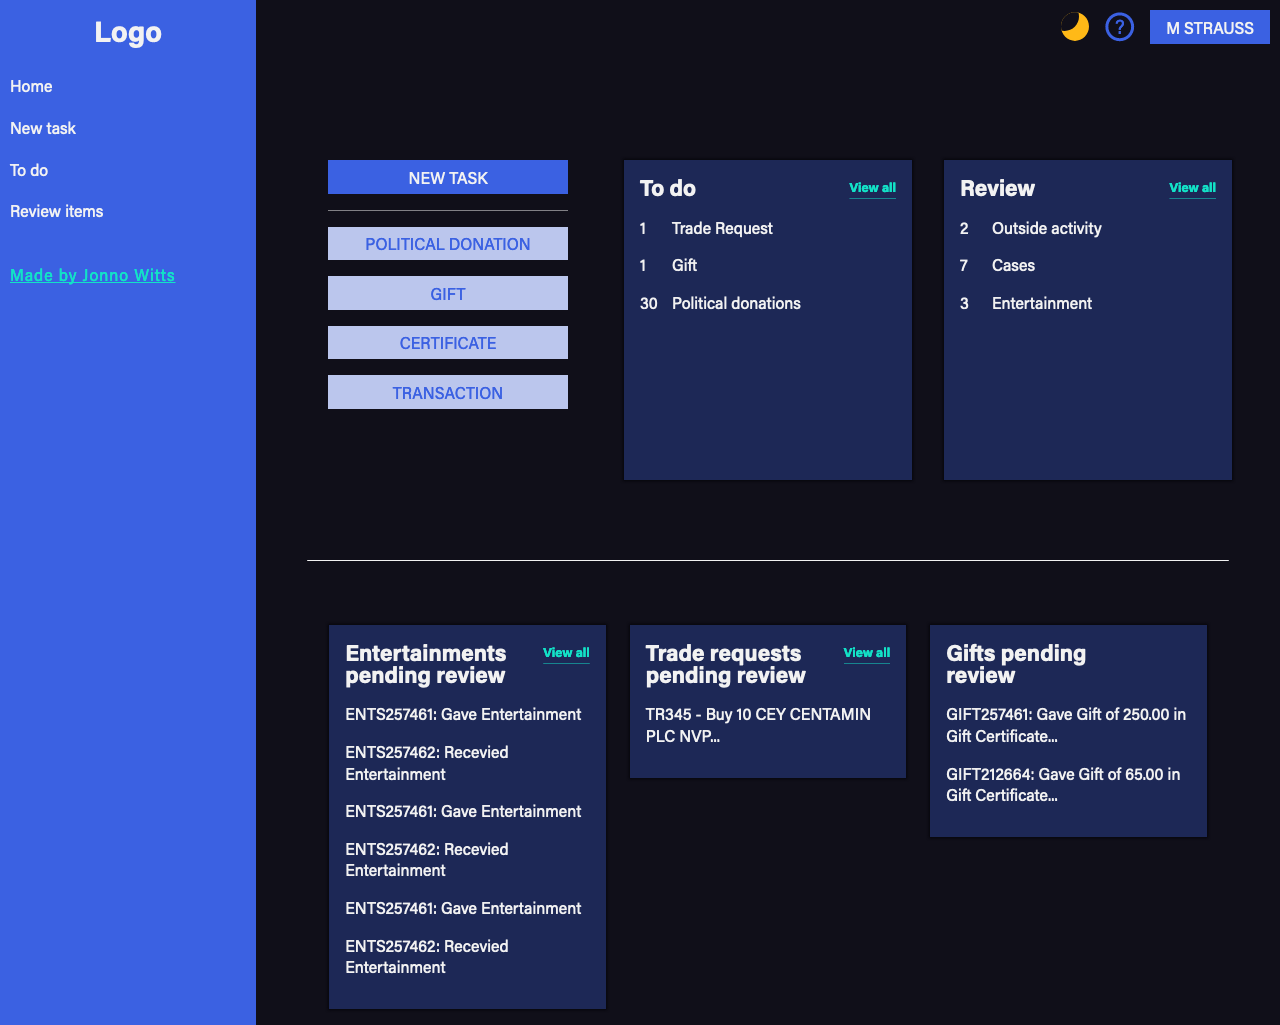 Logo
Home
New task
To do
Review items
Made by Jonno Witts
?
M STRAUSS
NEW TASK
POLITICAL DONATION
GIFT
CERTIFICATE
TRANSACTION
To do
View all
1 Trade Request
1 Gift
30 Political donations
Review
View all
2 Outside activity
7 Cases
3 Entertainment
Entertainments
pending review
View all
ENTS257461: Gave Entertainment
ENTS257462: Recevied
Entertainment
ENTS257461: Gave Entertainment
ENTS257462: Recevied
Entertainment
ENTS257461: Gave Entertainment
ENTS257462: Recevied
Entertainment
Trade requests
pending review
View all
TR345 - Buy 10 CEY CENTAMIN
PLC NVP...
Gifts pending
review
GIFT257461: Gave Gift of 250.00 in
Gift Certificate...
GIFT212664: Gave Gift of 65.00 in
Gift Certificate...